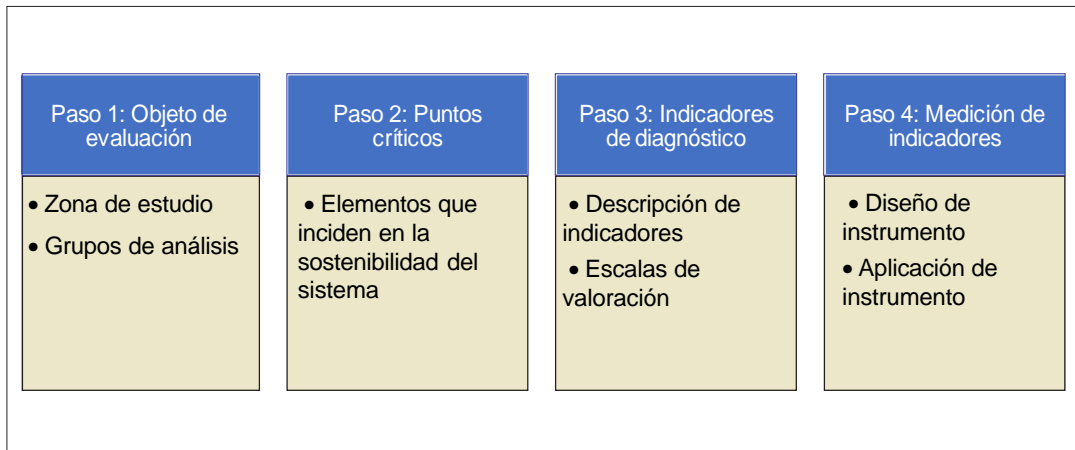 Paso 1: Objeto de
evaluación
• Zona de estudio
• Grupos de análisis
Paso 2: Puntos
críticos
• Elementos que
inciden en la
sostenibilidad del
sistema
Paso 3: Indicadores
de diagnóstico
• Descripción de
indicadores
• Escalas de
valoración
Paso 4: Medición de
indicadores
• Diseño de
instrumento
• Aplicación de
instrumento